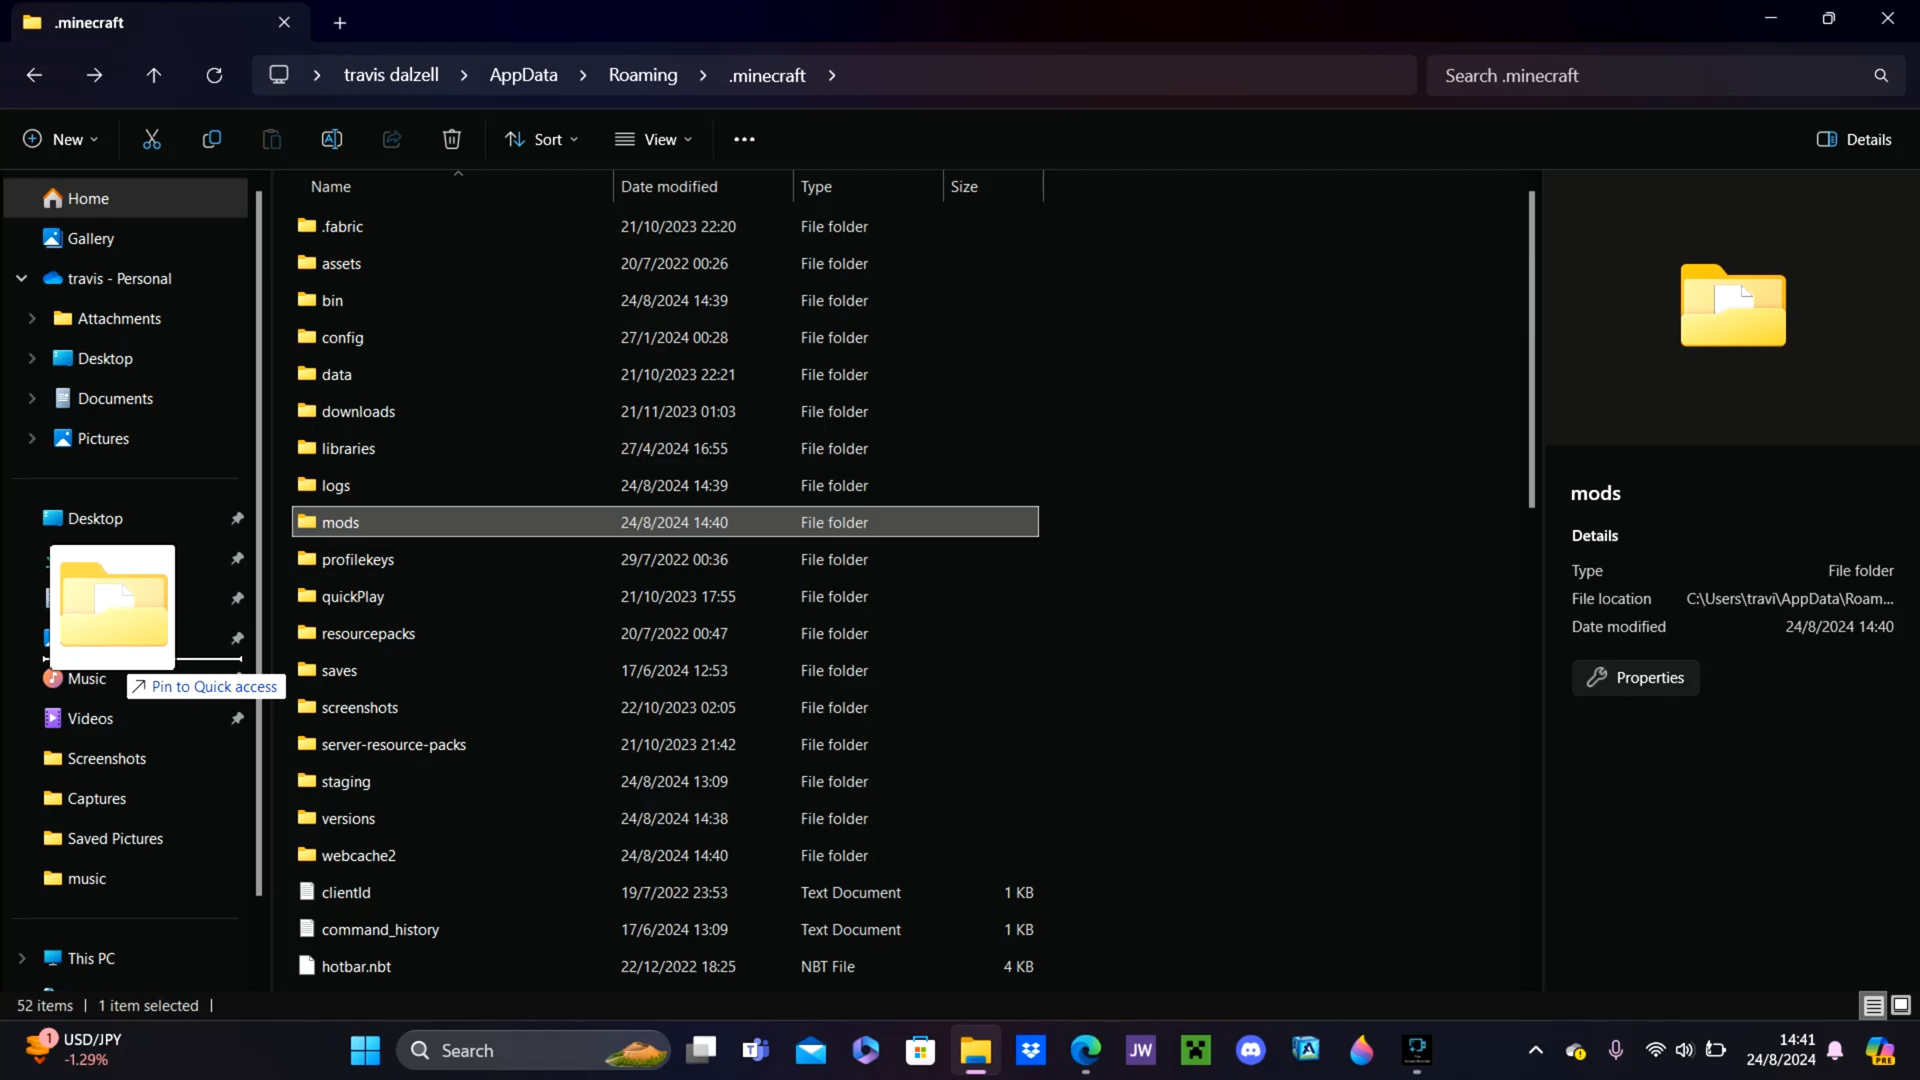 .minecraft
travis dalzell
AppData
Roaming
.minecraft
Search .minecraft
New
Sort
View
Details
Name
Date modified
Type
Size
Home
Gallery
travis - Personal
Attachments
Desktop
Documents
Pictures
Desktop
Music
Pin to Quick access
Videos
Screenshots
Captures
Saved Pictures
music
This PC
.fabric 21/10/2023 22:20 File folder
assets 20/7/2022 00:26 File folder
bin 24/8/2024 14:39 File folder
config 27/1/2024 00:28 File folder
data 21/10/2023 22:21 File folder
downloads 21/11/2023 01:03 File folder
libraries 27/4/2024 16:55 File folder
logs 24/8/2024 14:39 File folder
mods 24/8/2024 14:40 File folder
profilekeys 29/7/2022 00:36 File folder
quickPlay 21/10/2023 17:55 File folder
resourcepacks 20/7/2022 00:47 File folder
saves 17/6/2024 12:53 File folder
screenshots 22/10/2023 02:05 File folder
server-resource-packs 21/10/2023 21:42 File folder
staging 24/8/2024 13:09 File folder
versions 24/8/2024 14:38 File folder
webcache2 24/8/2024 14:40 File folder
clientId 19/7/2022 23:53 Text Document 1 KB
command_history 17/6/2024 13:09 Text Document 1 KB
hotbar.nbt 22/12/2022 18:25 NBT File 4 KB
mods
Details
Type File folder
File location C:\Users\travi\AppData\Roam...
Date modified 24/8/2024 14:40
Properties
52 items | 1 item selected |
1
USD/JPY
-1.29%
Search
JW
14:41
24/8/2024
PRE